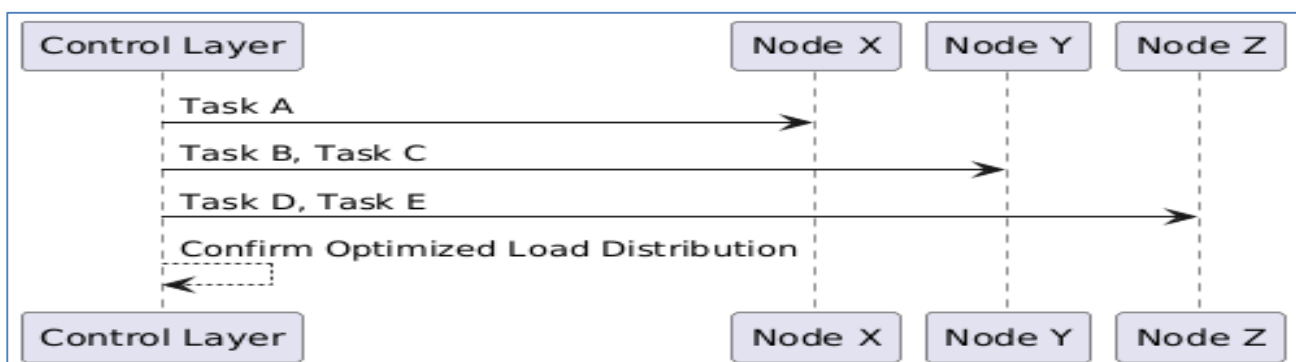 Control Layer Node X Node Y Node Z
Task A
Task B, Task C
Task D, Task E
Confirm Optimized Load Distribution
Control Layer Node X Node Y Node Z